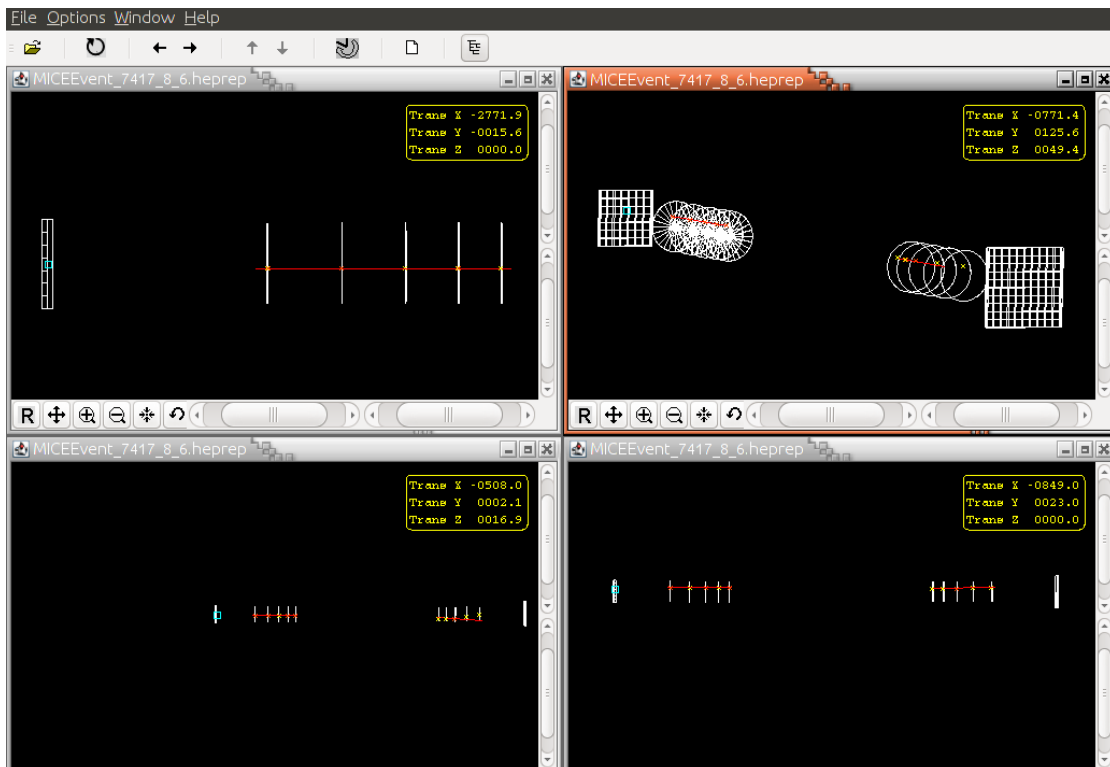 File Options Window Help
MICEEvent_7417_8_6.heprep
Trans X -2771.9
Trans Y -0015.6
Trans Z 0000.0
R
MICEEvent_7417_8_6.heprep
Trans X -0771.4
Trans Y 0125.6
Trans Z 0049.4
R
MICEEvent_7417_8_6.heprep
Trans X -0508.0
Trans Y 0002.1
Trans Z 0016.9
MICEEvent_7417_8_6.heprep
Trans X -0849.0
Trans Y 0023.0
Trans Z 0000.0